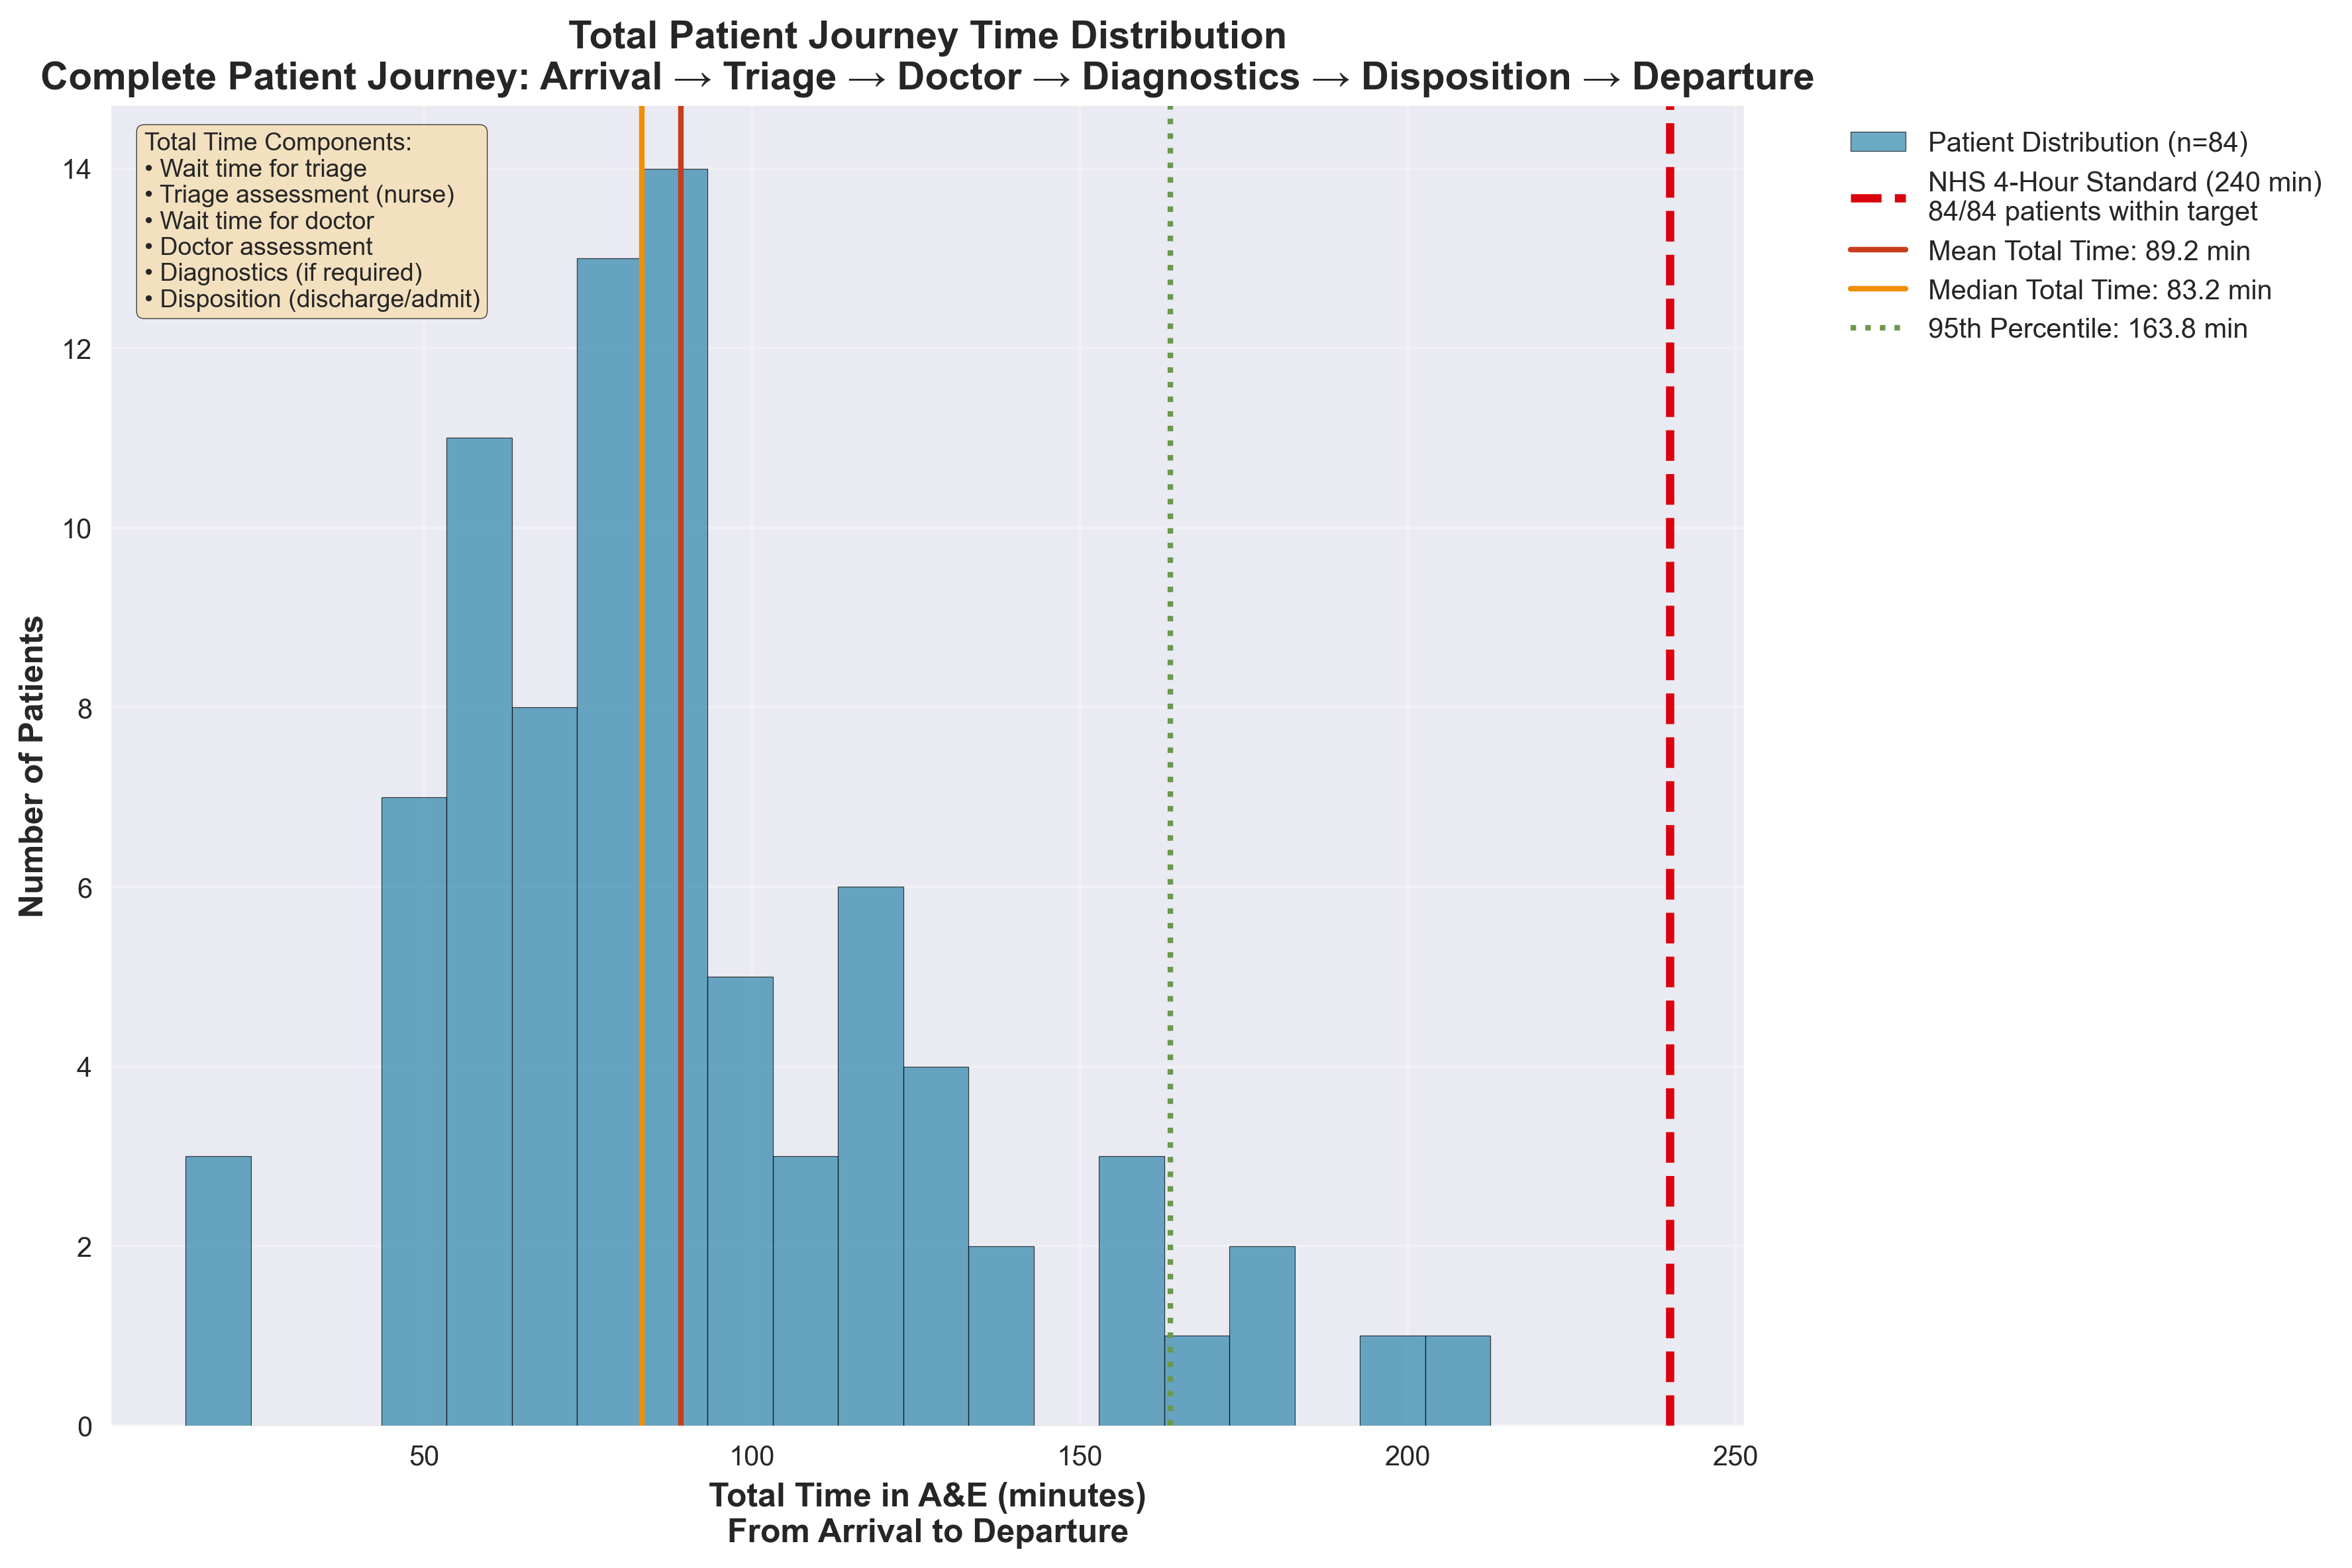 Total Patient Journey Time Distribution
Complete Patient Journey: Arrival → Triage → Doctor → Diagnostics → Disposition → Departure
Total Time Components:
• Wait time for triage
• Triage assessment (nurse)
• Wait time for doctor
• Doctor assessment
• Diagnostics (if required)
• Disposition (discharge/admit)
Patient Distribution (n=84)
NHS 4-Hour Standard (240 min)
84/84 patients within target
Mean Total Time: 89.2 min
Median Total Time: 83.2 min
95th Percentile: 163.8 min
Number of Patients
14
12
10
8
6
4
2
0
50 100 150 200 250
Total Time in A&E (minutes)
From Arrival to Departure